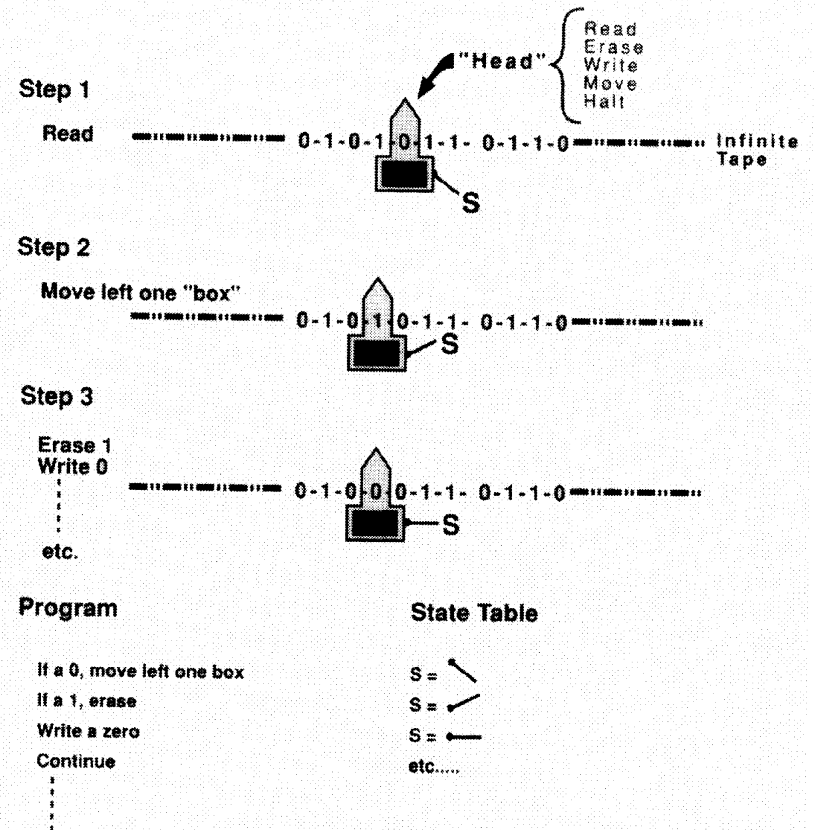 "Head"
Read
Erase
Write
Move
Halt
Step 1
Read
0-1-0-1-0-1-1- 0-1-1-0
Infinite
Tape
S
Step 2
Move left one "box"
0-1-0-1-0-1-1- 0-1-1-0
S
Step 3
Erase 1
Write 0
0-1-0-0-0-1-1- 0-1-1-0
S
etc.
Program
If a 0, move left one box
If a 1, erase
Write a zero
Continue
State Table
S =
S =
S =
etc.....